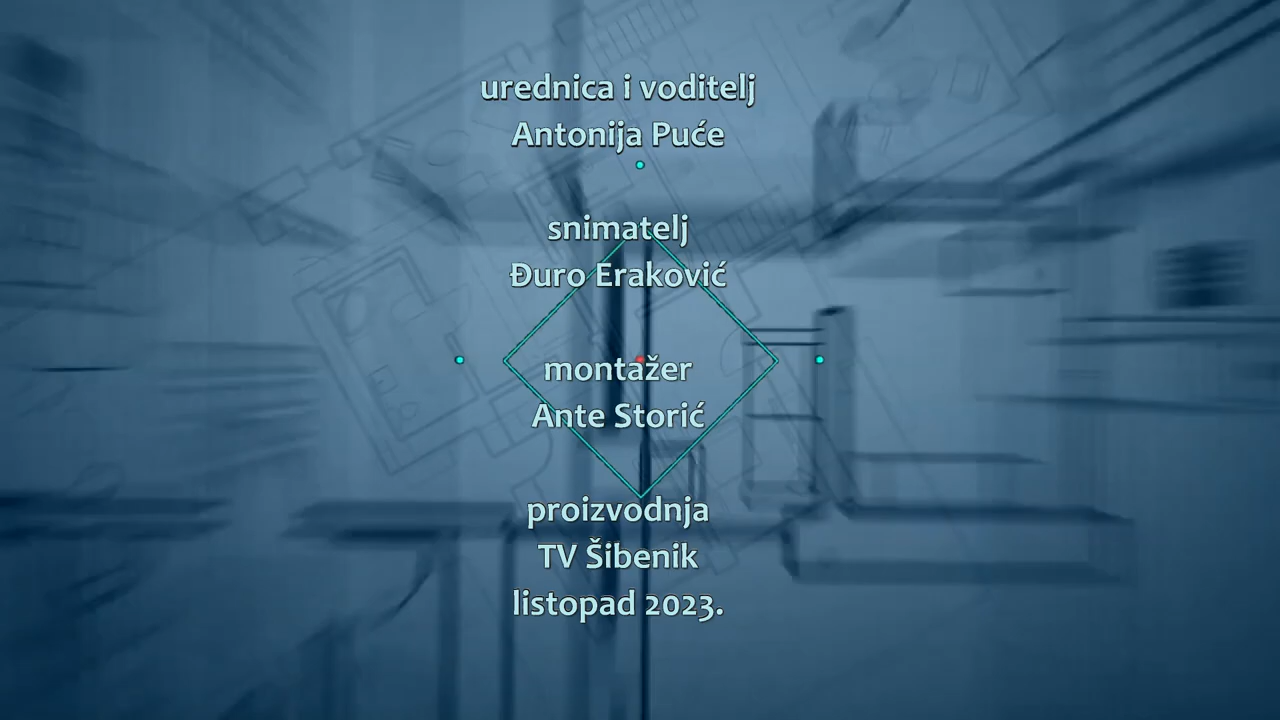 urednica i voditelj
Antonija Puće
snimatelj
Đuro Eraković
montažer
Ante Storić
proizvodnja
TV Šibenik
listopad 2023.